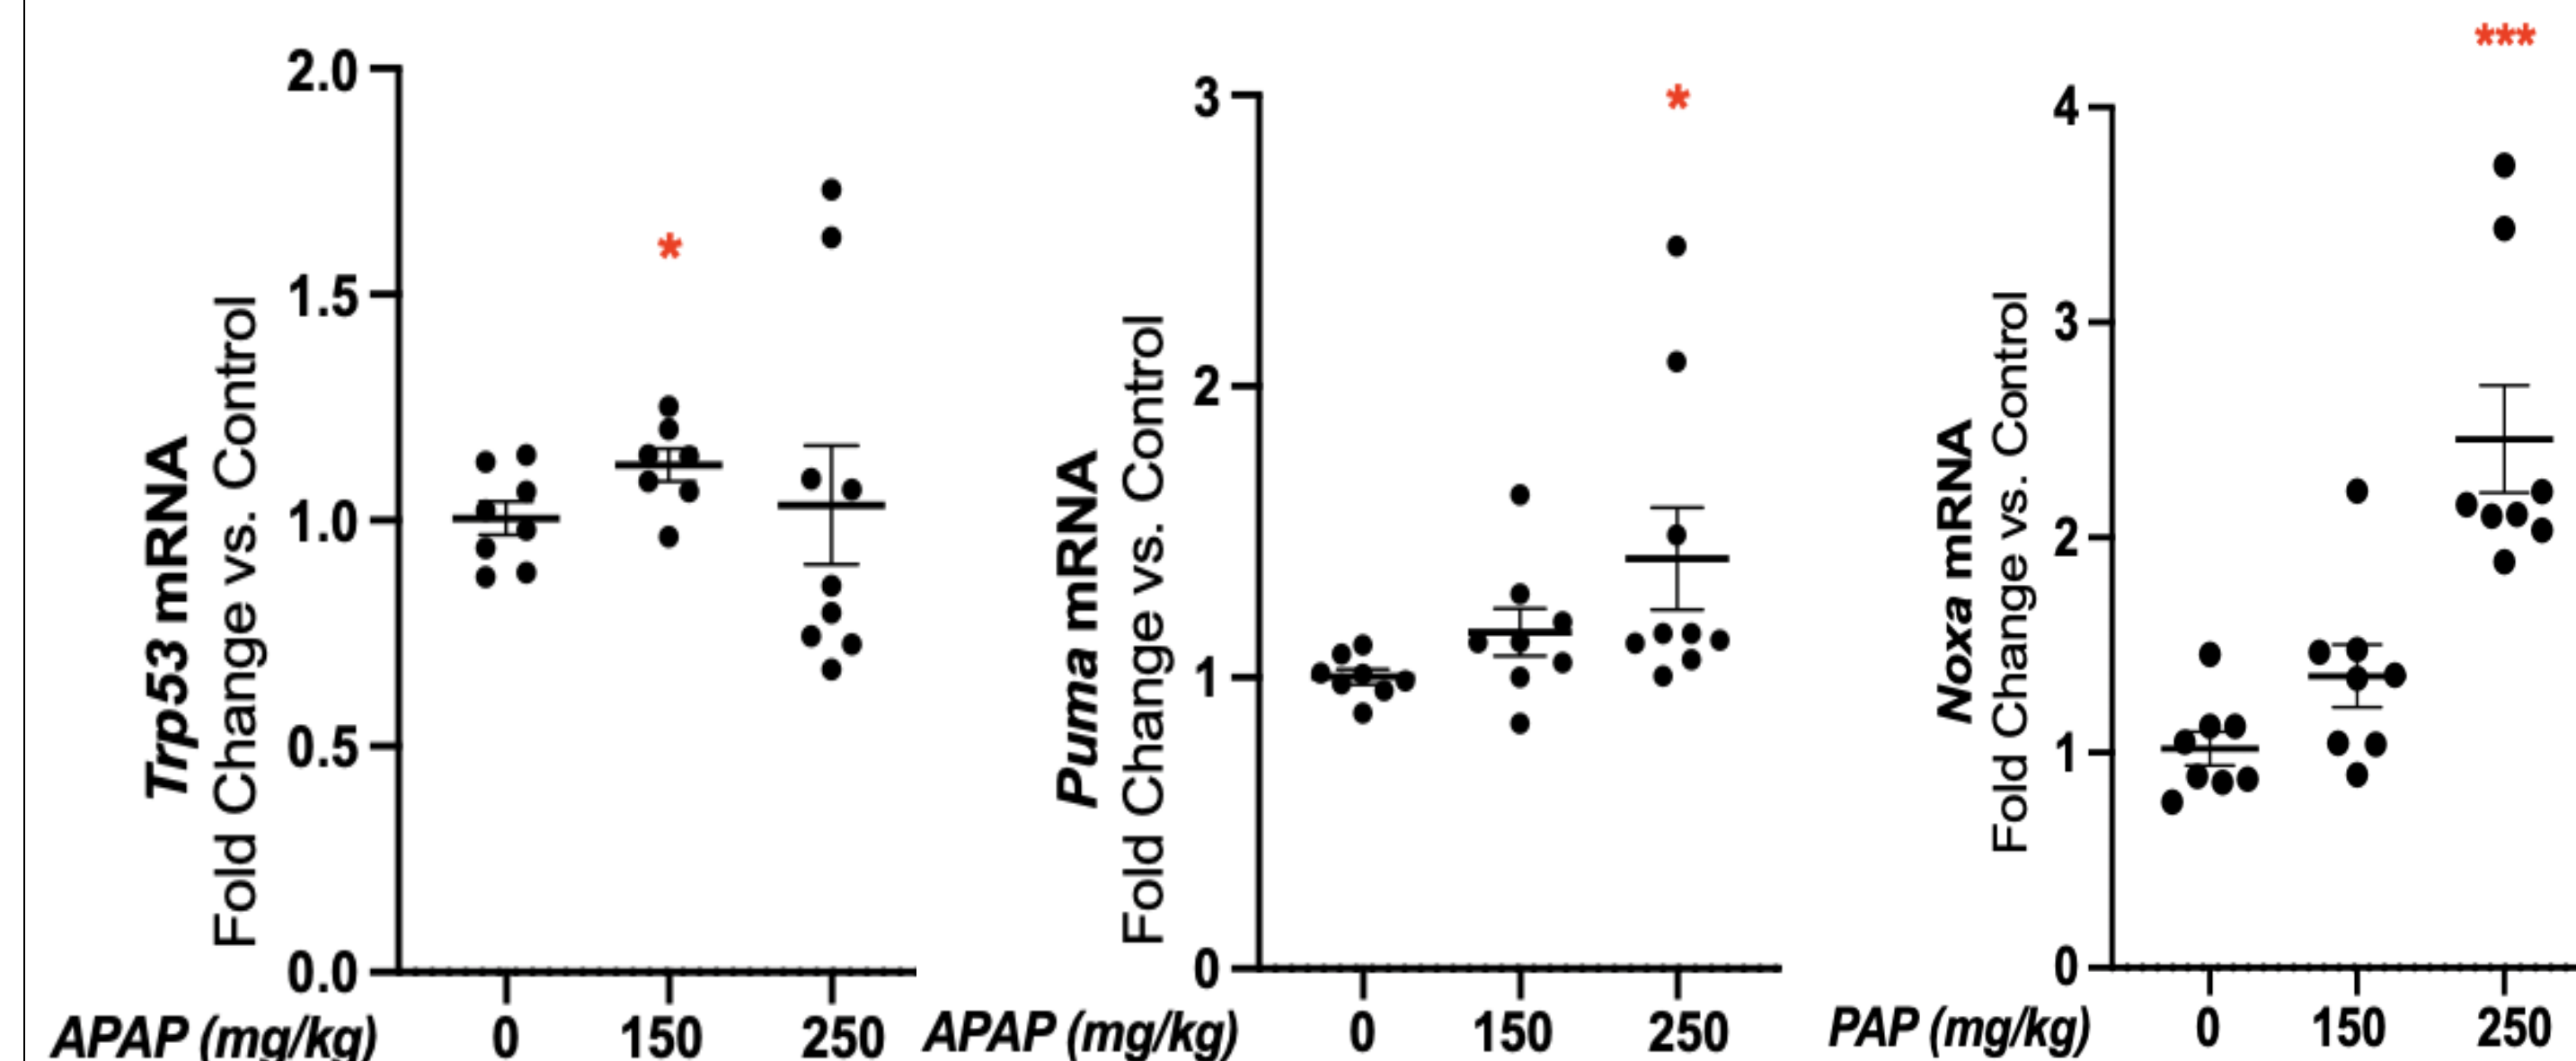 Trp53 mRNA
Fold Change vs. Control
2.0
1.5
1.0
0.5
0.0
*
APAP (mg/kg)
0 150 250
Puma mRNA
Fold Change vs. Control
3
2
1
0
*
APAP (mg/kg)
0 150 250
Noxa mRNA
Fold Change vs. Control
4
3
2
1
0
***
PAP (mg/kg)
0 150 250